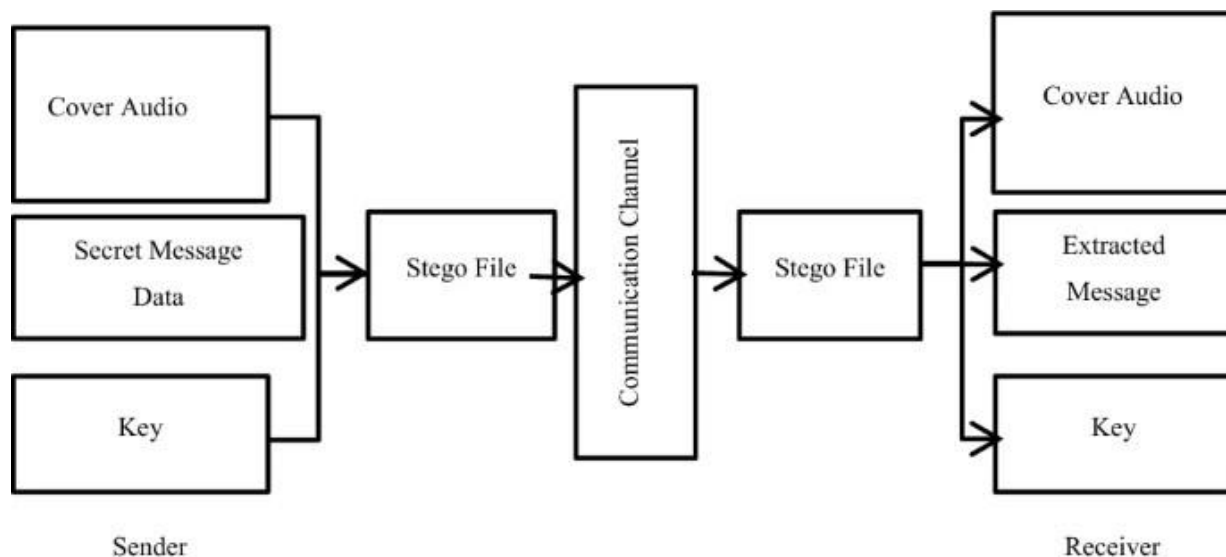 Cover Audio
Secret Message
Data
Key
Sender
Stego File
Communication Channel
Stego File
Cover Audio
Extracted
Message
Key
Receiver